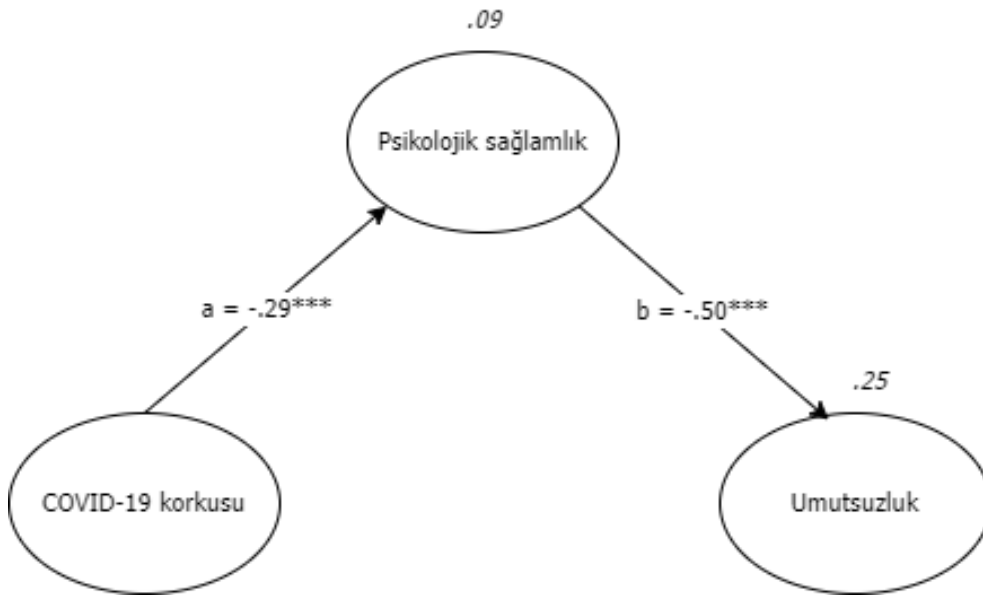 .09
Psikolojik sağlamlık
a = -.29***
b = -.50***
.25
COVID-19 korkusu
Umutsuzluk